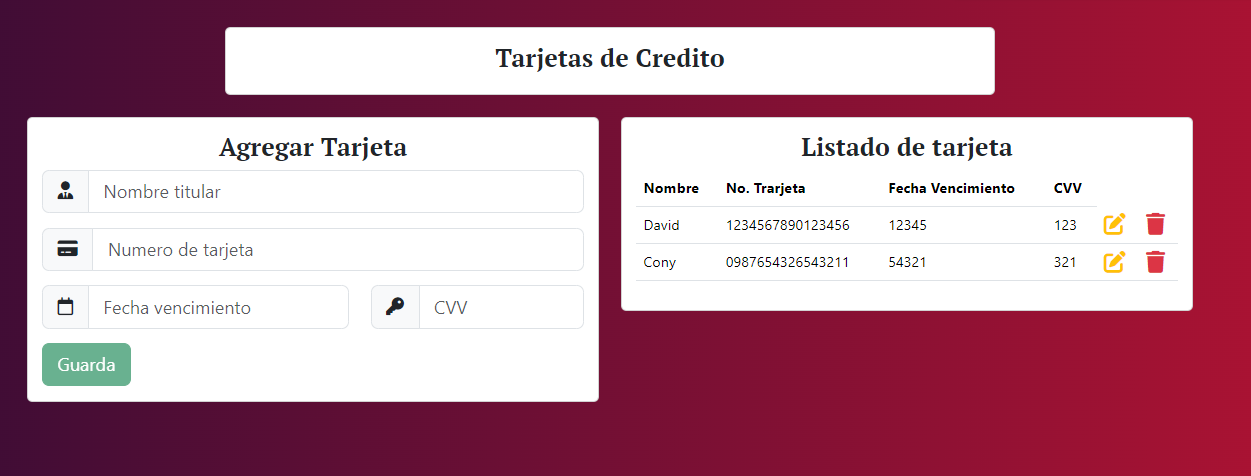 Tarjetas de Credito
Agregar Tarjeta
Nombre titular
Numero de tarjeta
Fecha vencimiento CVV
Guarda
Listado de tarjeta
Nombre No. Trarjeta Fecha Vencimiento CVV
David 1234567890123456 12345 123
Cony 0987654326543211 54321 321